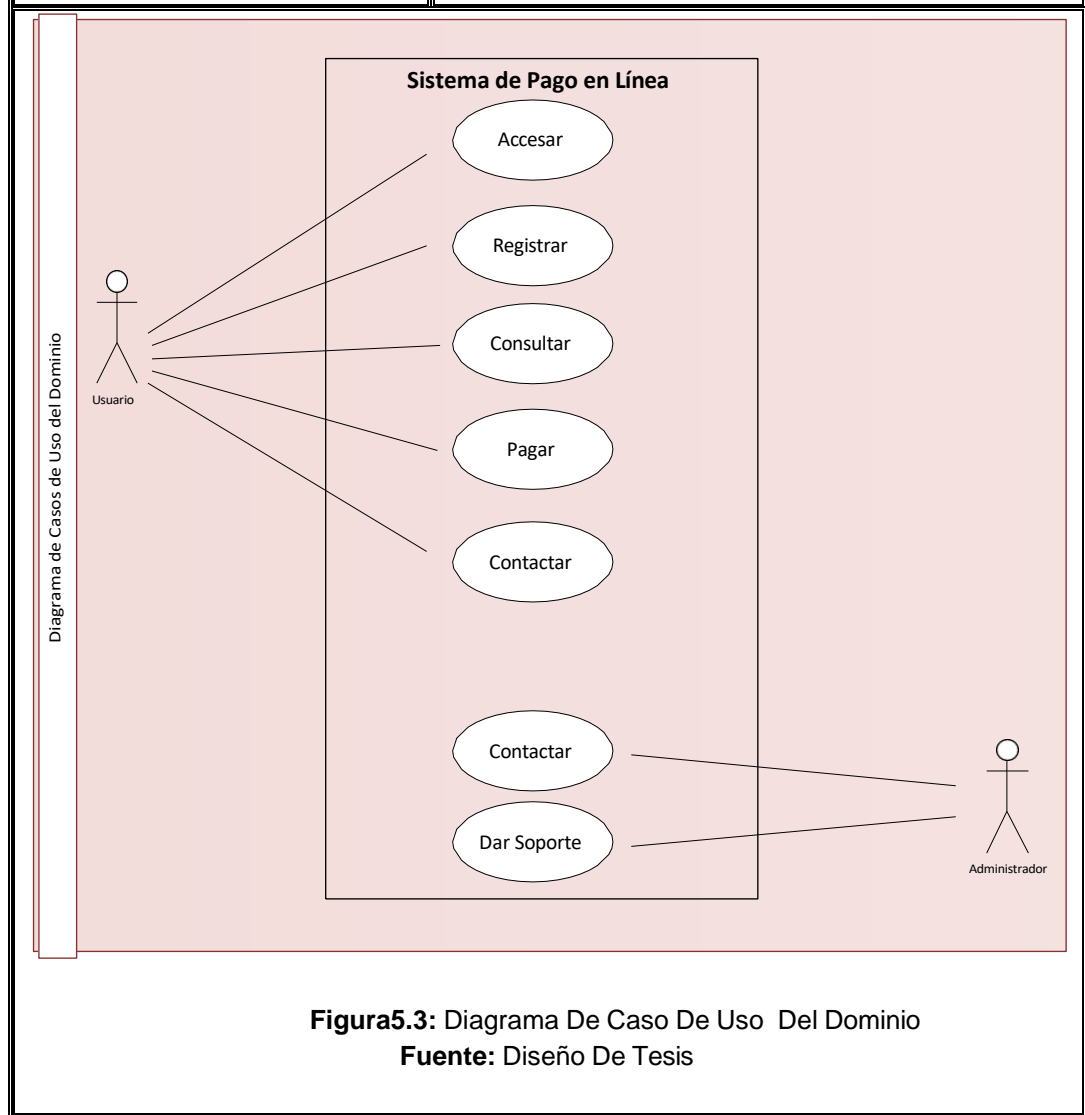 Sistema de Pago en Línea
Accesar
Registrar
Consultar
Pagar
Contactar
Usuario
Diagrama de Casos de Uso del Dominio
Contactar
Dar Soporte
Administrador
Figura5.3: Diagrama De Caso De Uso Del Dominio
Fuente: Diseño De Tesis